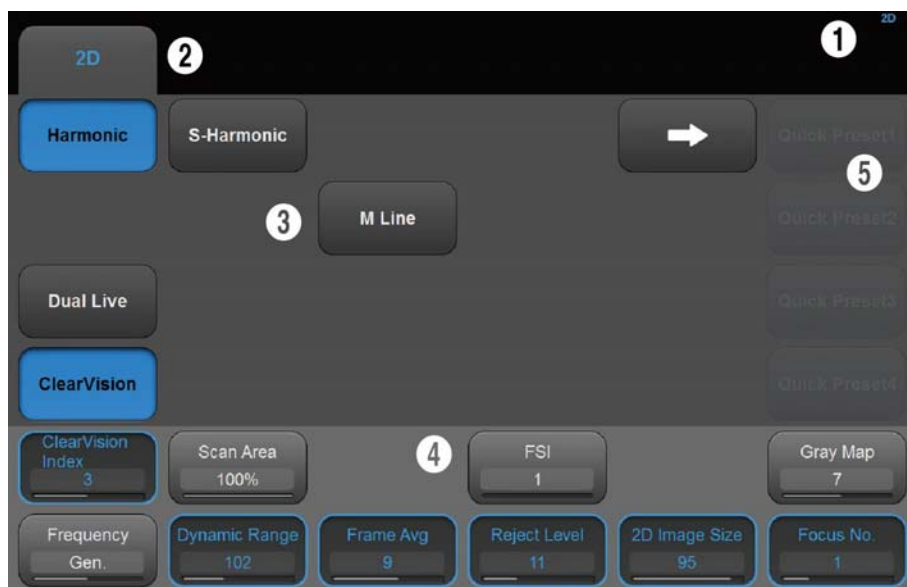 2D
1
2D
2
Harmonic
S-Harmonic
Quick Preset1
5
3
M Line
Quick Preset2
Dual Live
Quick Preset3
ClearVision
Quick Preset4
ClearVision
Index
3
Scan Area
100%
4
FSI
1
Gray Map
7
Frequency
Gen.
Dynamic Range
102
Frame Avg
9
Reject Level
11
2D Image Size
95
Focus No.
1